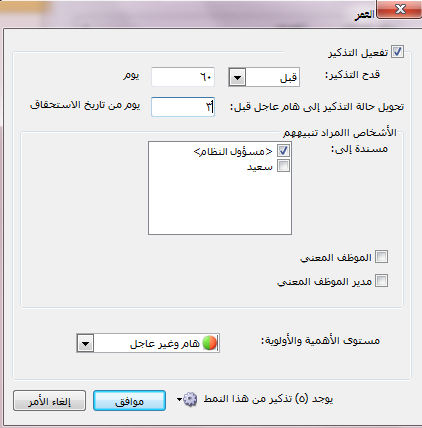 الغفر
تفعيل التذكير
قدح التذكير: قبل ٦٠ يوم
تحويل حالة التذكير إلى هام عاجل قبل: ٣ يوم من تاريخ الاستحقاق
الأشخاص االمراد تنبيههم
مسندة إلى:
<مسؤول النظام>
سعيد
الموظف المعني
مدير الموظف المعني
مستوى الأهمية والأولوية: هام وغير عاجل
يوجد (٥) تذكير من هذا النمط
موافق
إلغاء الأمر